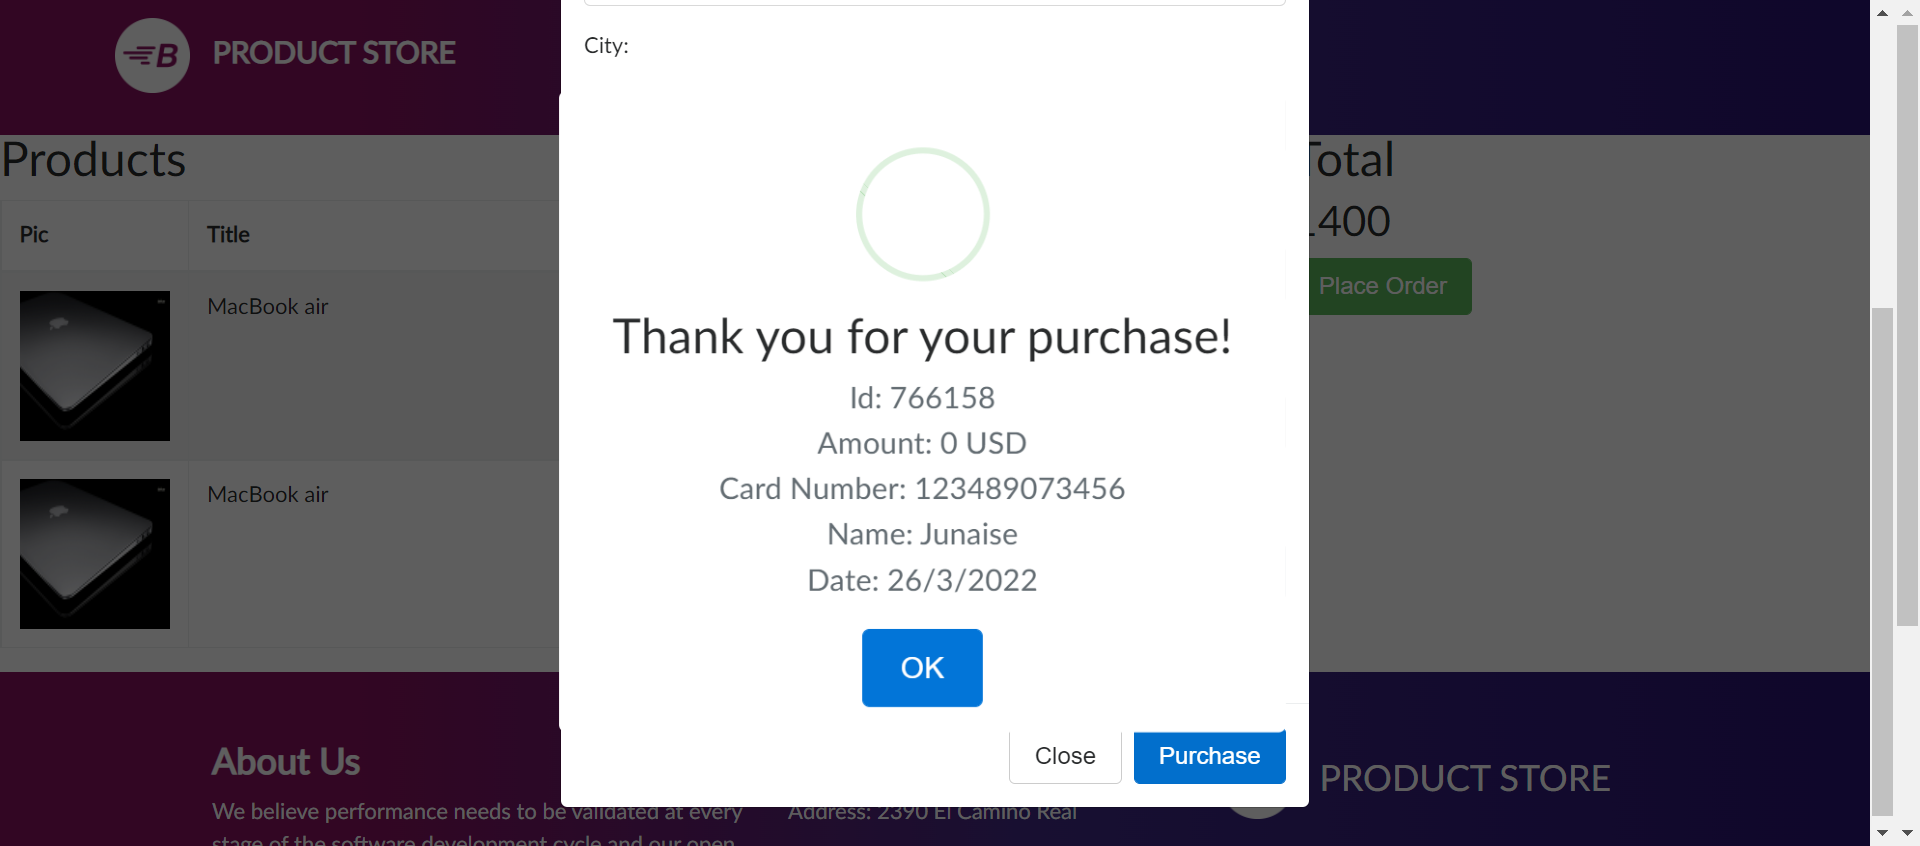 B PRODUCT STORE
City:
Products
Total
Pic
Title
400
Place Order
MacBook air
MacBook air
Thank you for your purchase!
Id: 766158
Amount: 0 USD
Card Number: 123489073456
Name: Junaise
Date: 26/3/2022
OK
Close
Purchase
About Us
We believe performance needs to be validated at every
stage of the software development cycle and our open
Address: 2390 El Camino Real
PRODUCT STORE